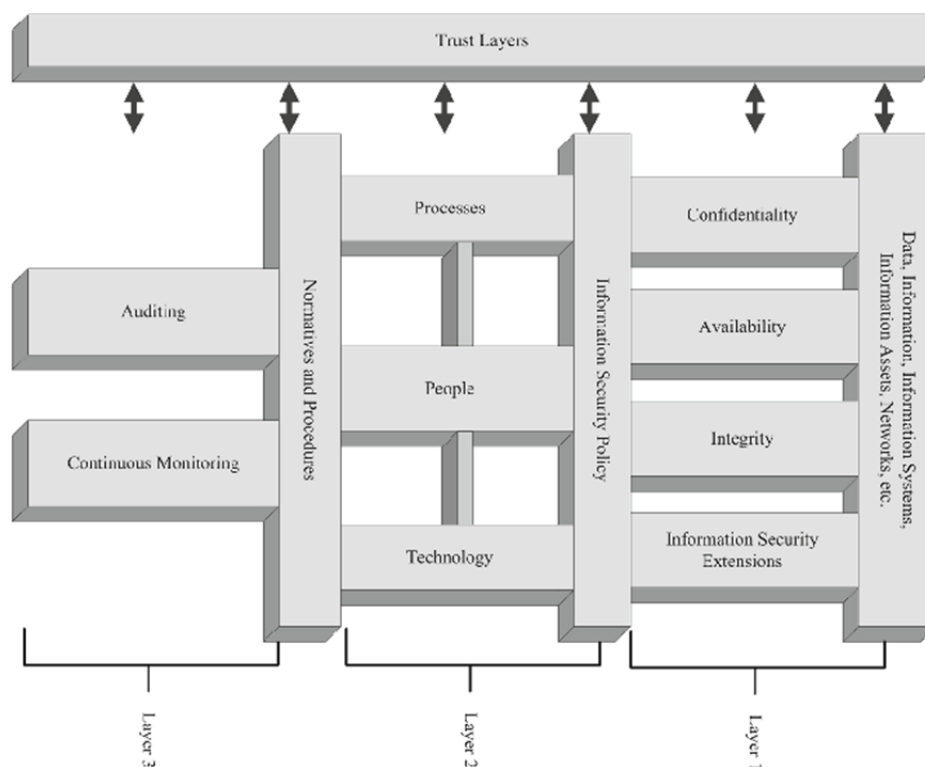 Trust Layers
Processes
Confidentiality
Auditing
Availability
People
Continuous Monitoring
Integrity
Technology
Information Security
Extensions
Normatives and Procedures
Information Security Policy
Data, Information, Information Systems,
Information Assets, Networks, etc.
Layer 3
Layer 2
Layer 1